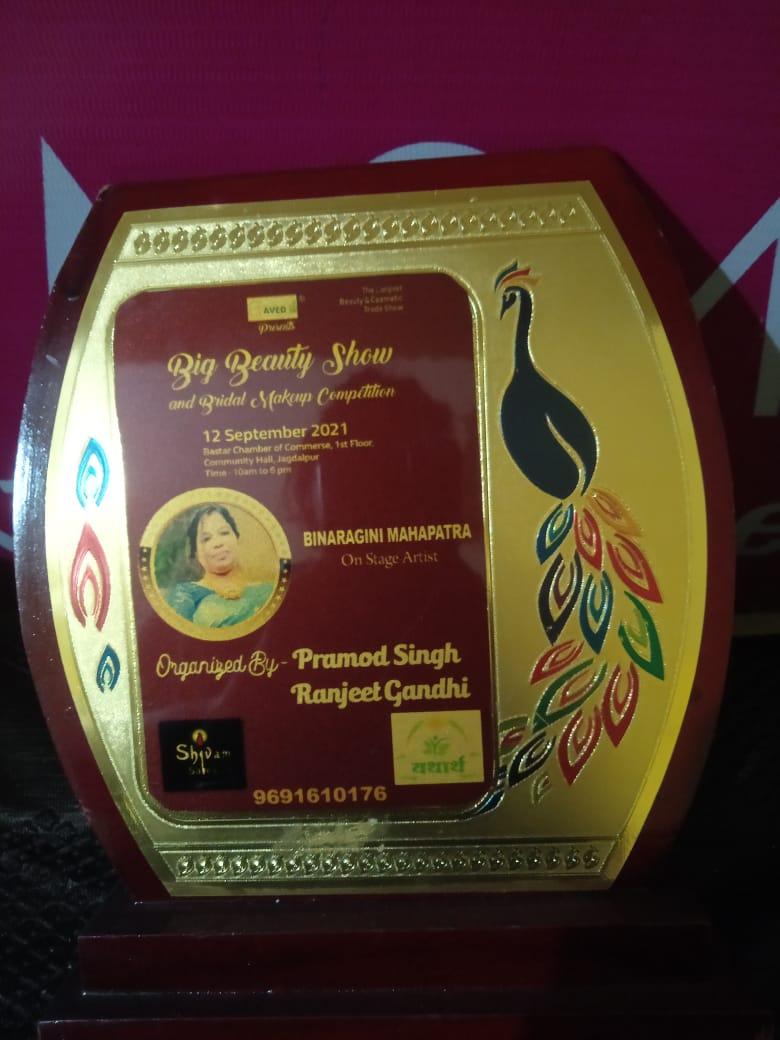 AVEO
Presents
The Largest
Beauty & Cosmetic
Trade Show
Big Beauty Show
and Bridal Makeup Competition
12 September 2021
Bastar Chamber of Commerse, 1st Floor,
Community Hall, Jagdalpur
Time - 10am to 6 pm
BINARAGINI MAHAPATRA
On Stage Artist
Organized By - Pramod Singh
Ranjeet Gandhi
Shivam
यथार्थ
9691610176